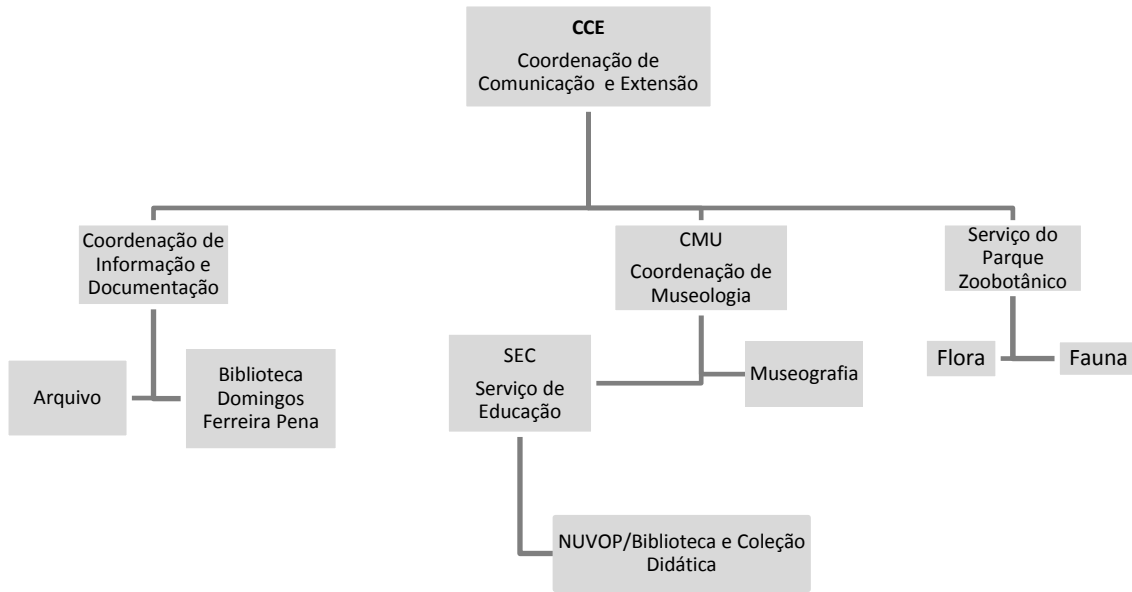 CCE
Coordenação de
Comunicação e Extensão
Coordenação de
Informação e
Documentação
CMU
Coordenação de
Museologia
Serviço do
Parque
Zoobotânico
Arquivo
Biblioteca
Domingos
Ferreira Pena
SEC
Serviço de
Educação
Museografia
Flora
Fauna
NUVOP/Biblioteca e Coleção
Didática